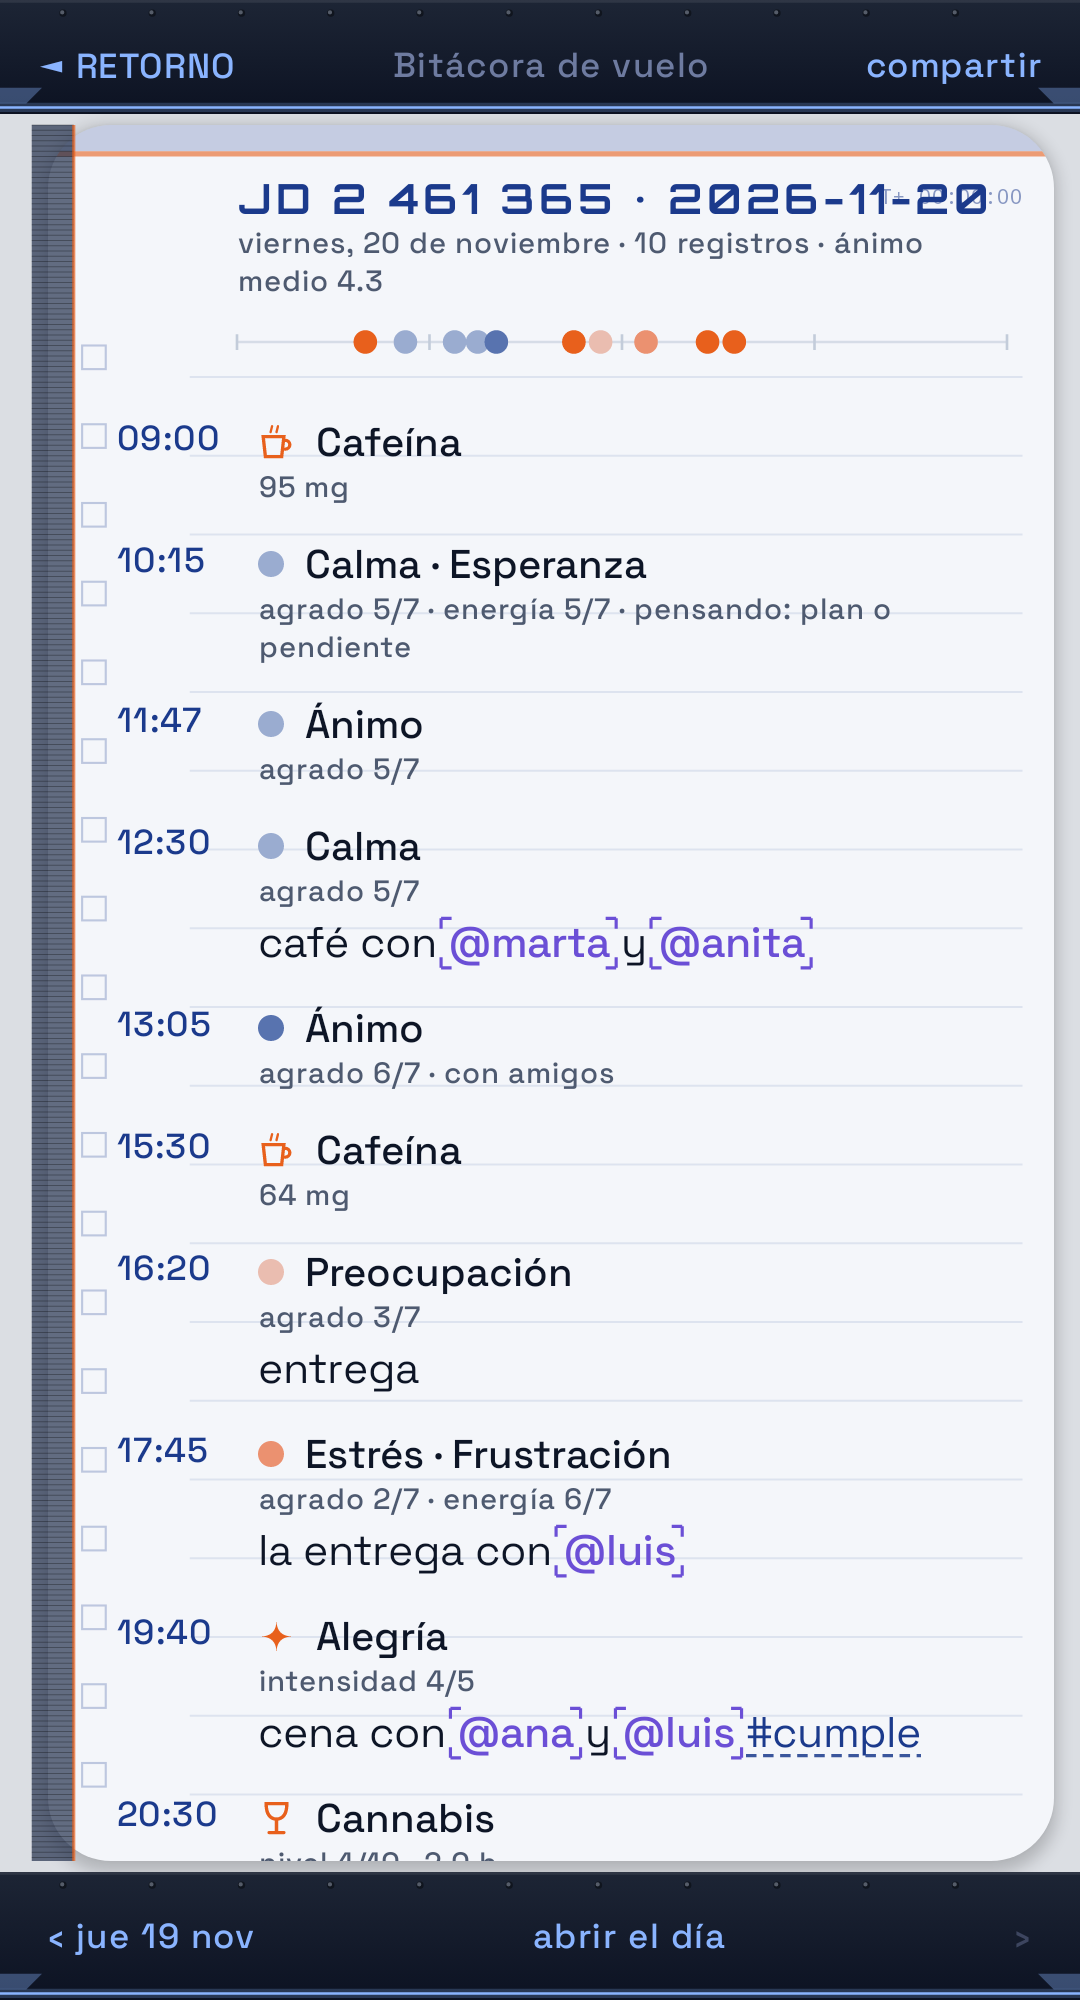 ◄ RETORNO
Bitácora de vuelo
compartir
JD 2 461 365 · 2026-11-20
viernes, 20 de noviembre · 10 registros · ánimo
medio 4.3
09:00 Cafeína
95 mg
10:15 Calma · Esperanza
agrado 5/7 · energía 5/7 · pensando: plan o
pendiente
11:47 Ánimo
agrado 5/7
12:30 Calma
agrado 5/7
café con @marta y @anita
13:05 Ánimo
agrado 6/7 · con amigos
15:30 Cafeína
64 mg
16:20 Preocupación
agrado 3/7
entrega
17:45 Estrés · Frustración
agrado 2/7 · energía 6/7
la entrega con @luis
19:40 Alegría
intensidad 4/5
cena con @ana y @luis #cumple
20:30 Cannabis
< jue 19 nov
abrir el día
>